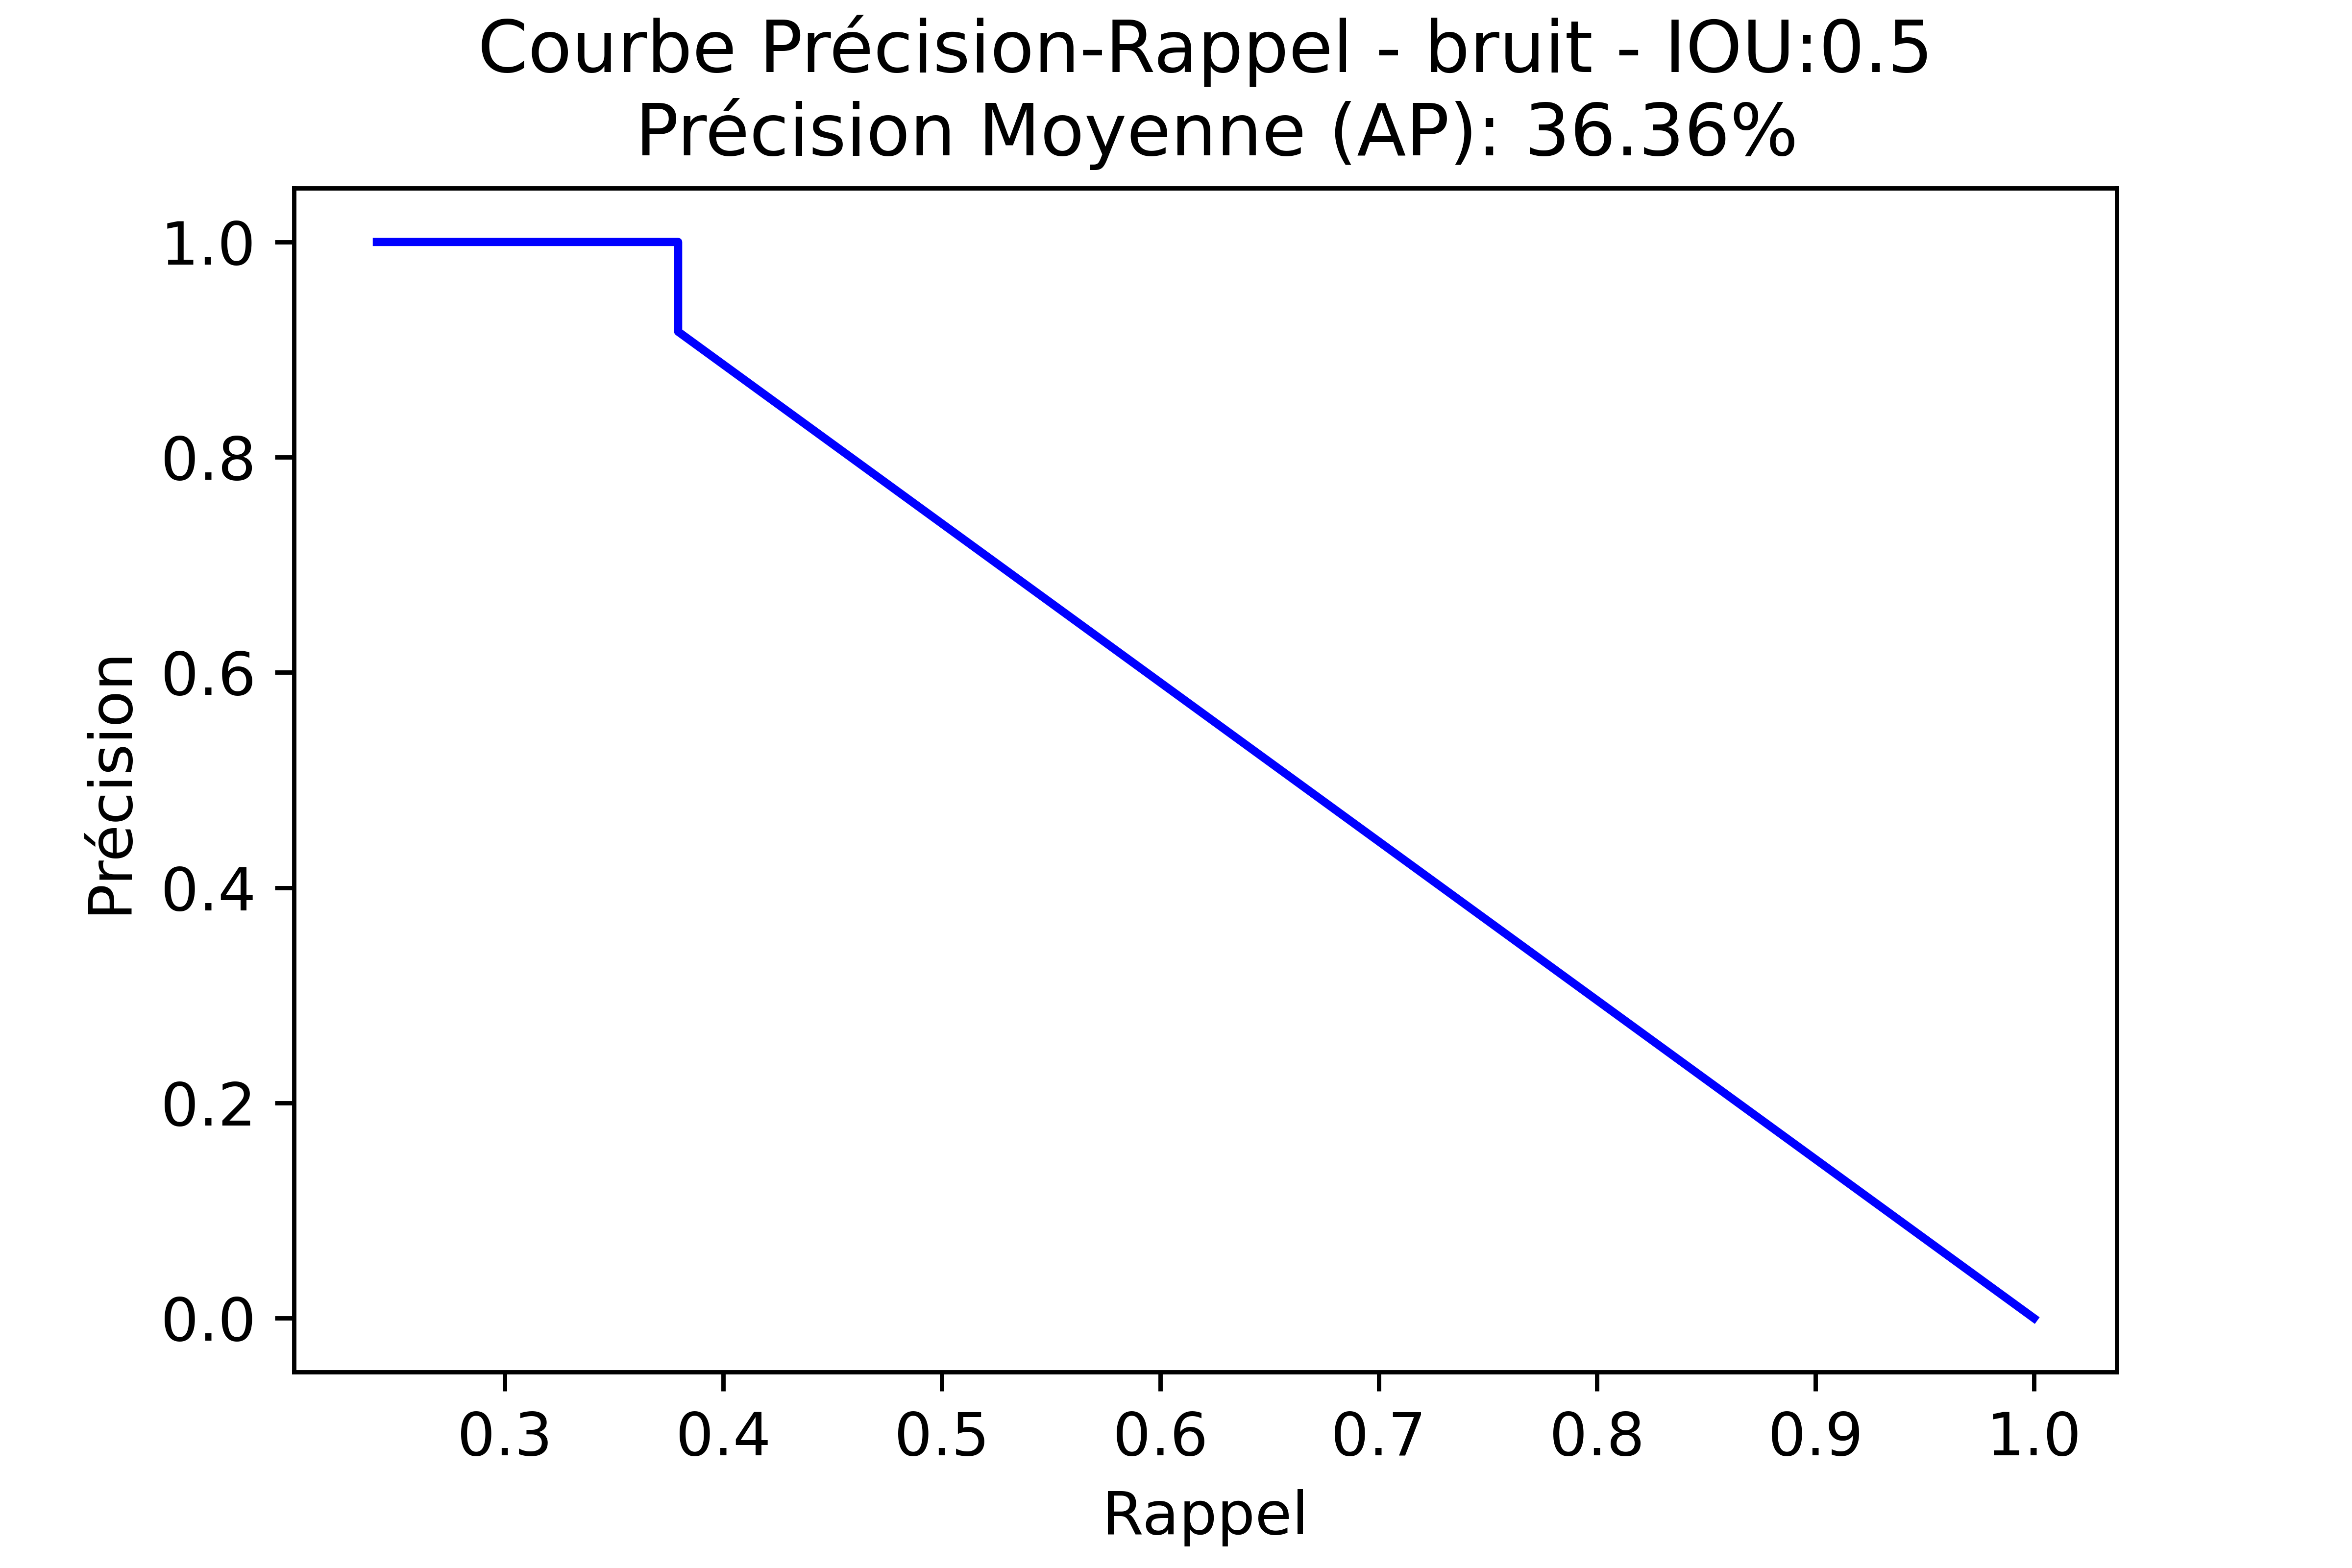 Courbe Précision-Rappel - bruit - IOU:0.5
Précision Moyenne (AP): 36.36%
Précision
1.0
0.8
0.6
0.4
0.2
0.0
0.3 0.4 0.5 0.6 0.7 0.8 0.9 1.0
Rappel